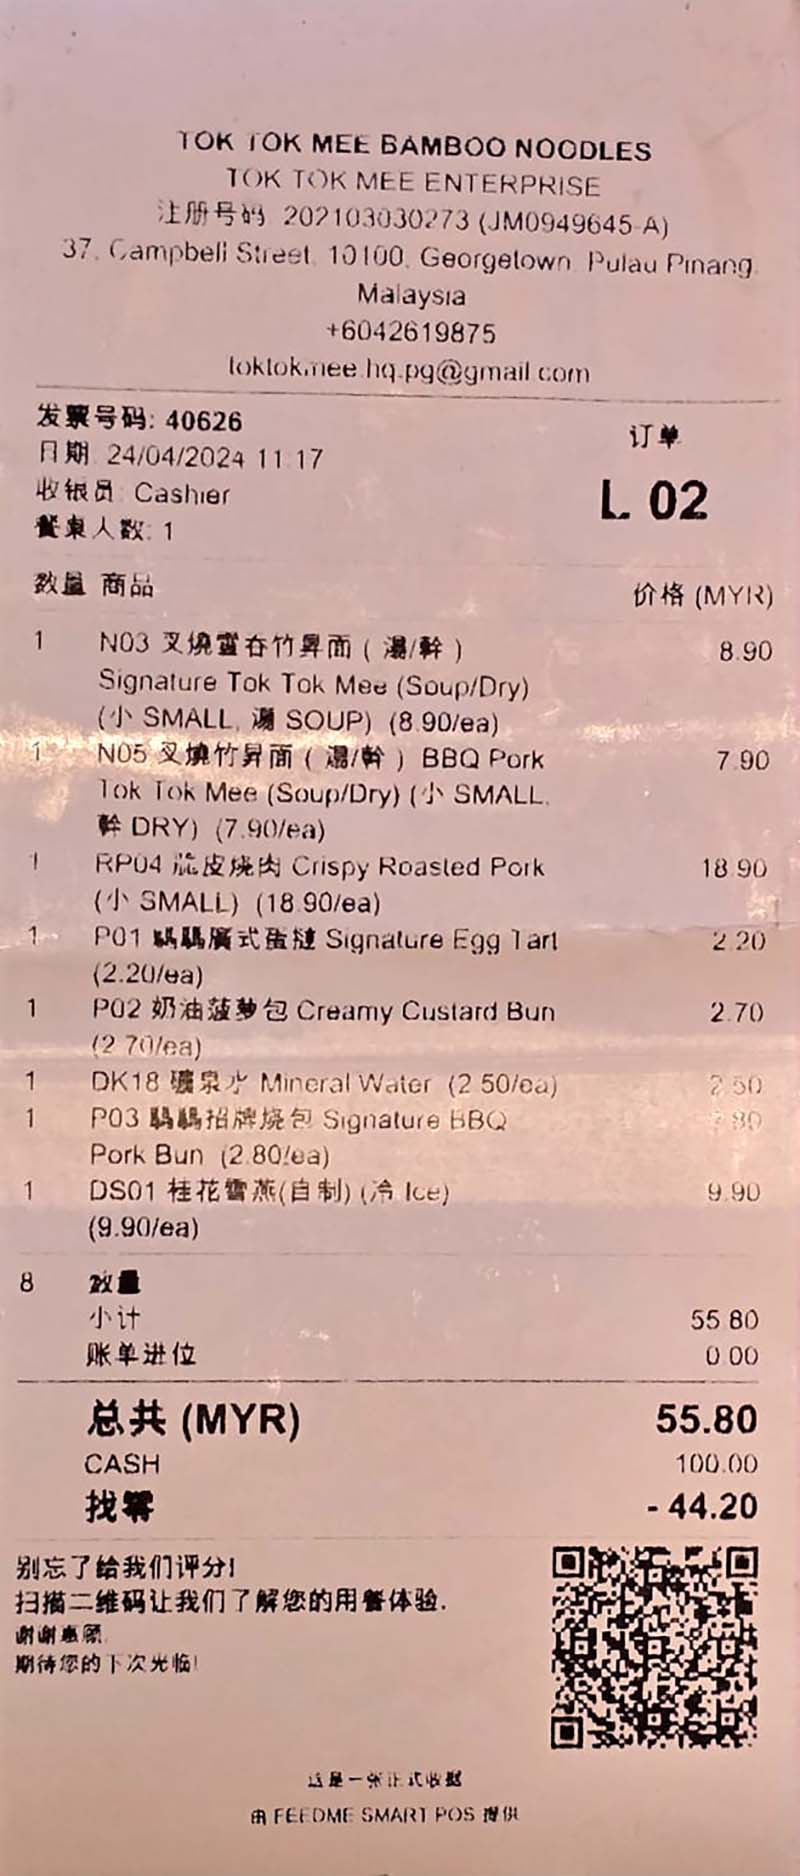 TOK TOK MEE BAMBOO NOODLES
TOK TOK MEE ENTERPRISE
注册号码 202103030273 (JM0949645-A)
37, Campbell Street, 10100, Georgetown, Pulau Pinang,
Malaysia
+6042619875
toktokmee.hq.pg@gmail.com
发票号码: 40626
订单
日期: 24/04/2024 11:17
收银员: Cashier
L 02
餐桌人数: 1
数量 商品 价格 (MYR)
1 N03 叉燒雲吞竹昇面 ( 湯/幹 ) 8.90
Signature Tok Tok Mee (Soup/Dry)
(小 SMALL, 湯 SOUP) (8.90/ea)
1 N05 叉燒竹昇面 ( 湯/幹 ) BBQ Pork 7.90
Tok Tok Mee (Soup/Dry) (小 SMALL,
幹 DRY) (7.90/ea)
1 RP04 脆皮燒肉 Crispy Roasted Pork 18.90
(小 SMALL) (18.90/ea)
1 P01 廣式蛋撻 Signature Egg Tart 2.20
(2.20/ea)
1 P02 奶油菠萝包 Creamy Custard Bun 2.70
(2.70/ea)
1 DK18 礦泉水 Mineral Water (2.50/ea) 2.50
1 P03 招牌烧包 Signature BBQ 2.80
Pork Bun (2.80/ea)
1 DS01 桂花雪燕(自制) (冷 Ice) 9.90
(9.90/ea)
8 数量
小计 55.80
账单进位 0.00
总共 (MYR) 55.80
CASH 100.00
找零 - 44.20
别忘了给我们评分!
扫描二维码让我们了解您的用餐体验.
谢谢惠顾,
期待您的下次光临!
这是一张正式收据
由 FEEDME SMART POS 提供